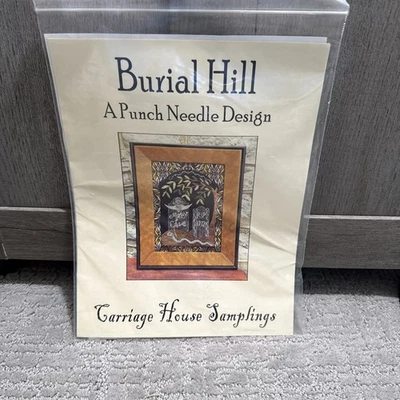 Burial Hill
A Punch Needle Design
Carriage House Samplings